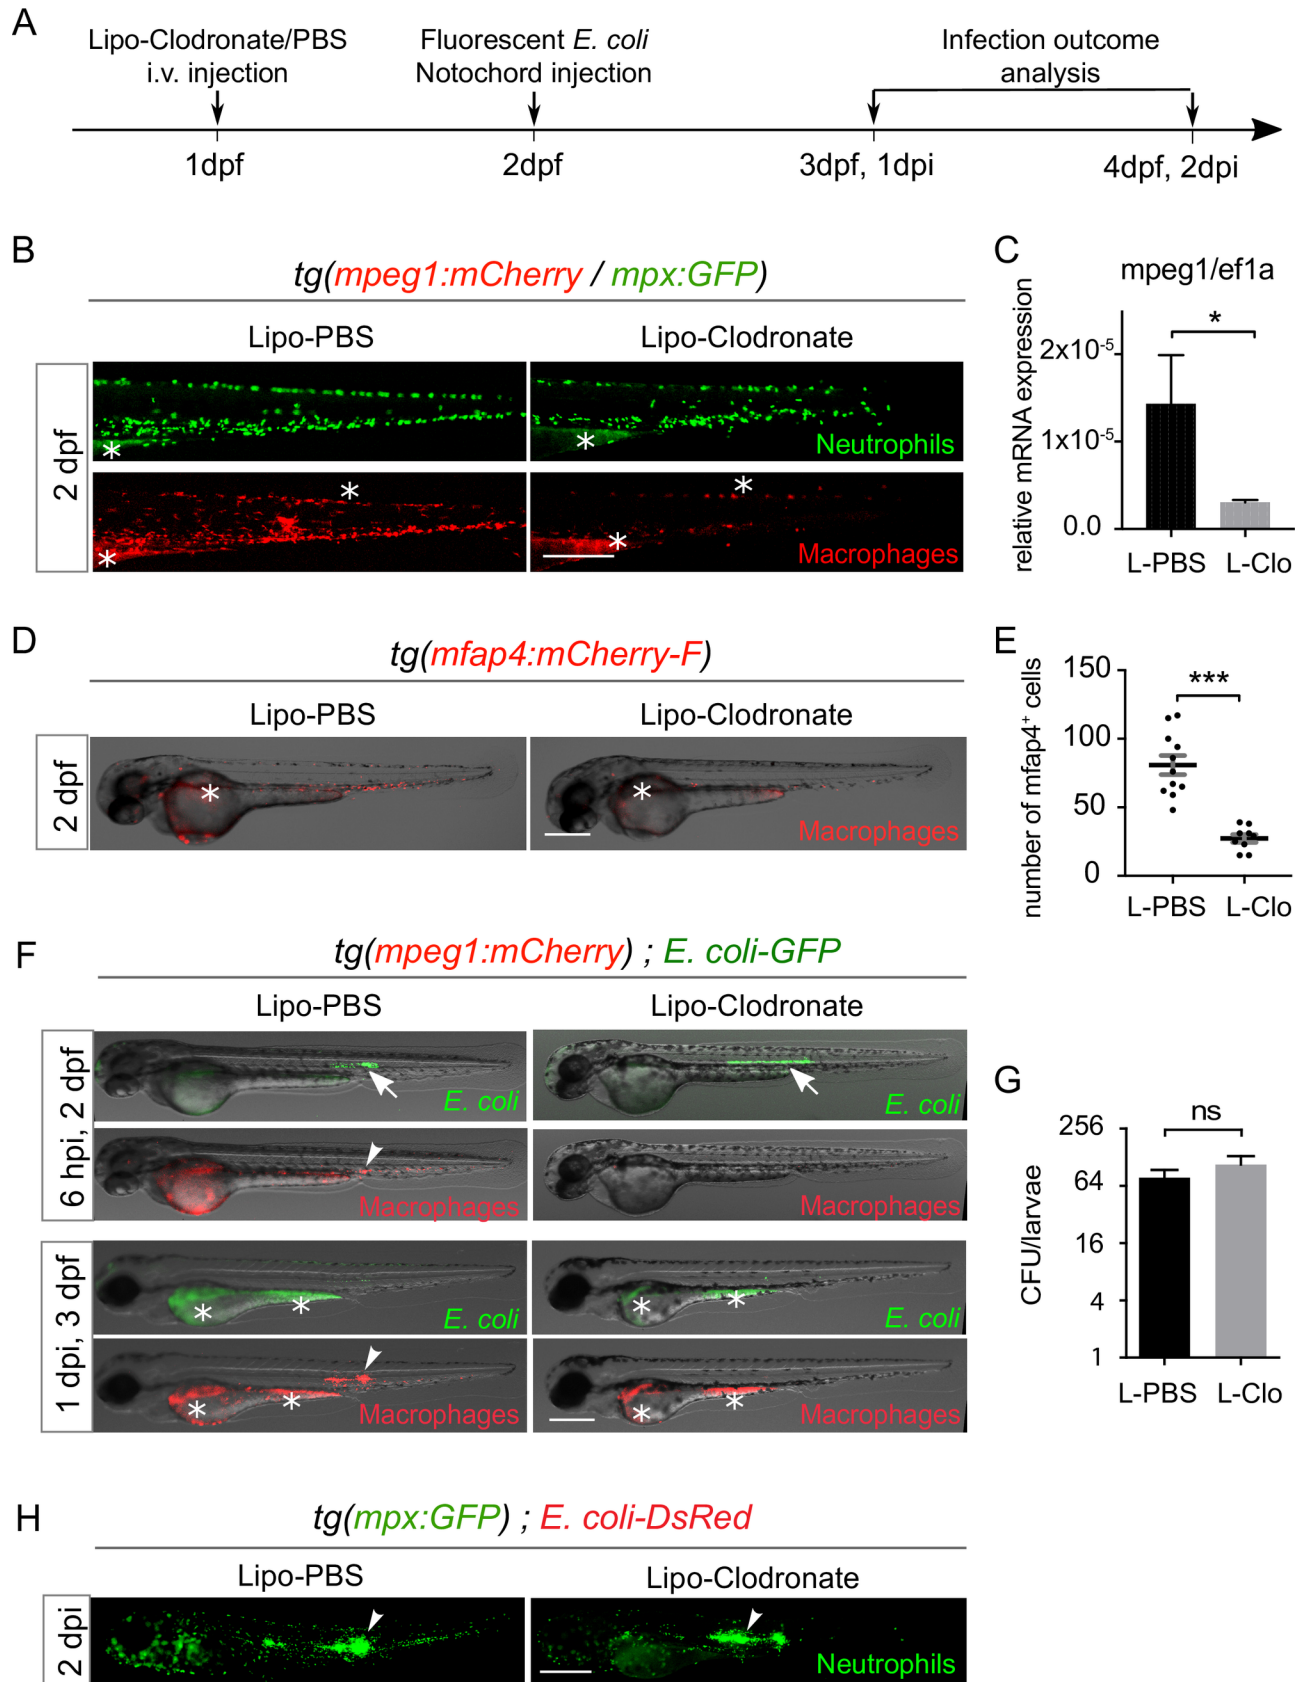 A
Lipo-Clodronate/PBS
i.v. injection
Fluorescent E. coli
Notochord injection
Infection outcome
analysis
1dpf
2dpf
3dpf, 1dpi
4dpf, 2dpi
B
tg(mpeg1:mCherry / mpx:GFP)
Lipo-PBS
Lipo-Clodronate
2 dpf
*
*
Neutrophils
*
*
*
*
Macrophages
C
mpeg1/ef1a
relative mRNA expression
*
2x10-5
1x10-5
0.0
L-PBS
L-Clo
D
tg(mfap4:mCherry-F)
Lipo-PBS
Lipo-Clodronate
2 dpf
*
*
Macrophages
E
number of mfap4+ cells
***
150
100
50
0
L-PBS
L-Clo
F
tg(mpeg1:mCherry) ; E. coli-GFP
Lipo-PBS
Lipo-Clodronate
6 hpi, 2 dpf
E. coli
E. coli
Macrophages
Macrophages
1 dpi, 3 dpf
*
*
E. coli
*
*
E. coli
*
*
Macrophages
*
*
Macrophages
G
CFU/larvae
ns
256
64
16
4
1
L-PBS
L-Clo
H
tg(mpx:GFP) ; E. coli-DsRed
Lipo-PBS
Lipo-Clodronate
2 dpi
Neutrophils